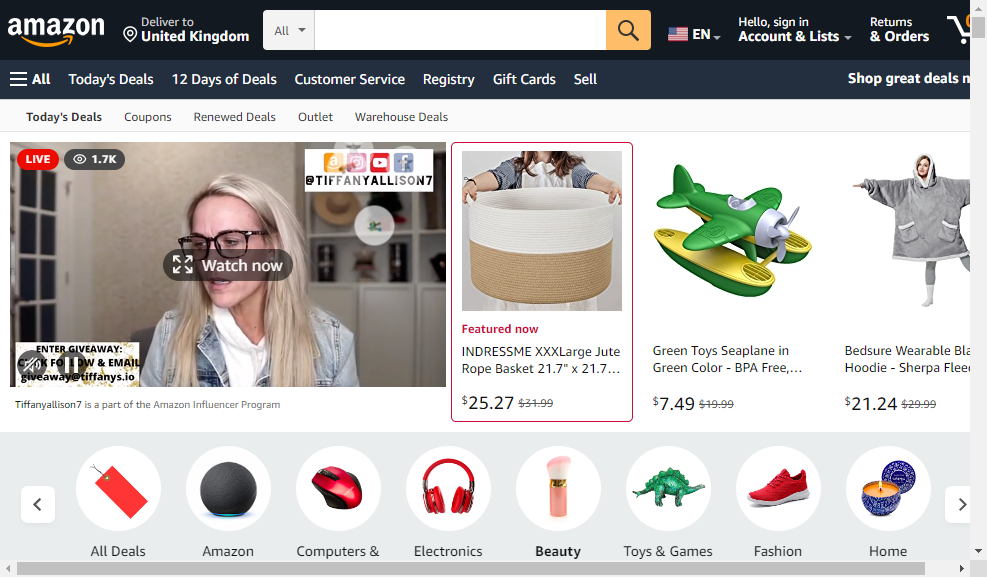 amazon
Deliver to
United Kingdom
All
EN
Hello, sign in
Account & Lists
Returns
& Orders
All
Today's Deals
12 Days of Deals
Customer Service
Registry
Gift Cards
Sell
Shop great deals n
Today's Deals
Coupons
Renewed Deals
Outlet
Warehouse Deals
LIVE
1.7K
@TIFFANYALLISON7
Watch now
ENTER GIVEAWAY:
FOLLOW & EMAIL
giveaway@tiffanys.io
Tiffanyallison7 is a part of the Amazon Influencer Program
Featured now
INDRESSME XXXLarge Jute
Rope Basket 21.7" x 21.7...
$25.27 $31.99
Green Toys Seaplane in
Green Color - BPA Free,...
$7.49 $19.99
Bedsure Wearable Bla
Hoodie - Sherpa Flee
$21.24 $29.99
All Deals
Amazon
Computers &
Electronics
Beauty
Toys & Games
Fashion
Home